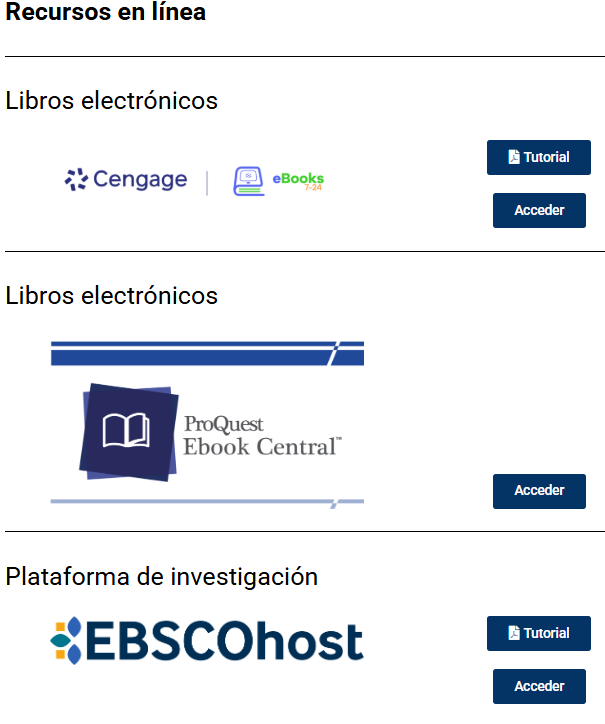 Recursos en línea
Libros electrónicos
Cengage
eBooks
7-24
Tutorial
Acceder
Libros electrónicos
ProQuest
Ebook Central™
Acceder
Plataforma de investigación
EBSCOhost
Tutorial
Acceder